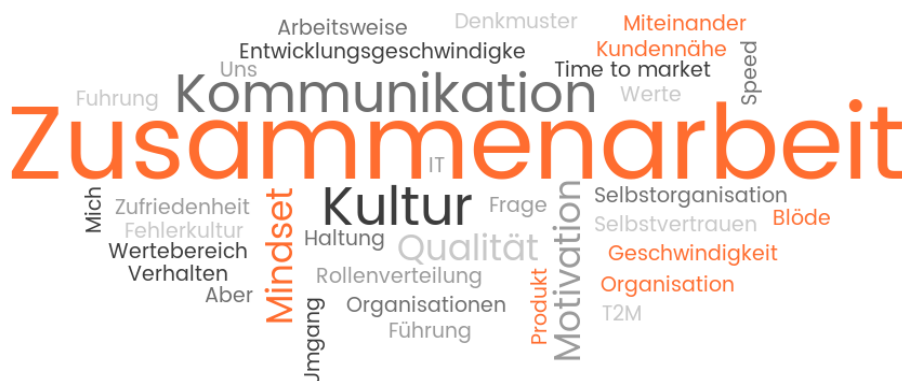 Arbeitsweise
Denkmuster
Miteinander
Entwicklungsgeschwindigke
Kundennähe
Uns
Time to market
Speed
Fuhrung
Kommunikation
Werte
Zusammenarbeit
IT
Mich
Zufriedenheit
Mindset
Kultur
Frage
Motivation
Selbstorganisation
Fehlerkultur
Selbstvertrauen
Blöde
Wertebereich
Haltung
Qualität
Geschwindigkeit
Verhalten
Rollenverteilung
Produkt
Organisation
Aber
Umgang
Organisationen
T2M
Führung